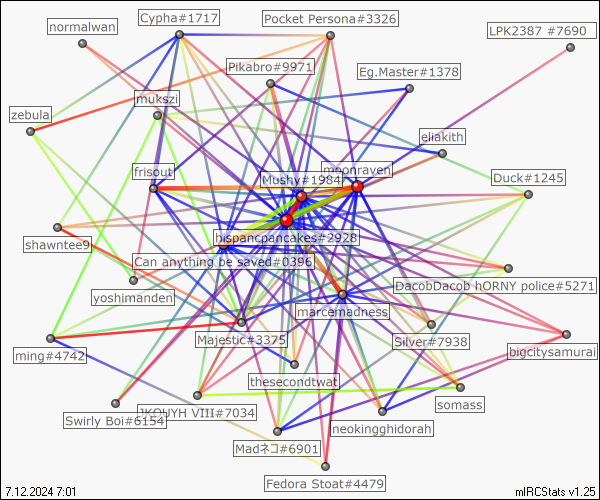 Cypha#1717
Pocket Persona#3326
normalwan
LPK2387 #7690
Pikabro#9971
Eg.Master#1378
mukszi
zebula
eliakith
frisout
moonraven
Mushy#1984
Duck#1245
shawntee9
hispancpancakes#2928
Can anything be saved#0396
DacobDacob hORNY police#5271
yoshimanden
marcemadness
Majestic#3375
Silver#7938
bigcitysamurai
ming#4742
thesecondtwat
somass
Swirly Boi#6154
JKOUYH VIII#7034
neokingghidorah
Madネコ#6901
Fedora Stoat#4479
7.12.2024 7:01
mIRCStats v1.25